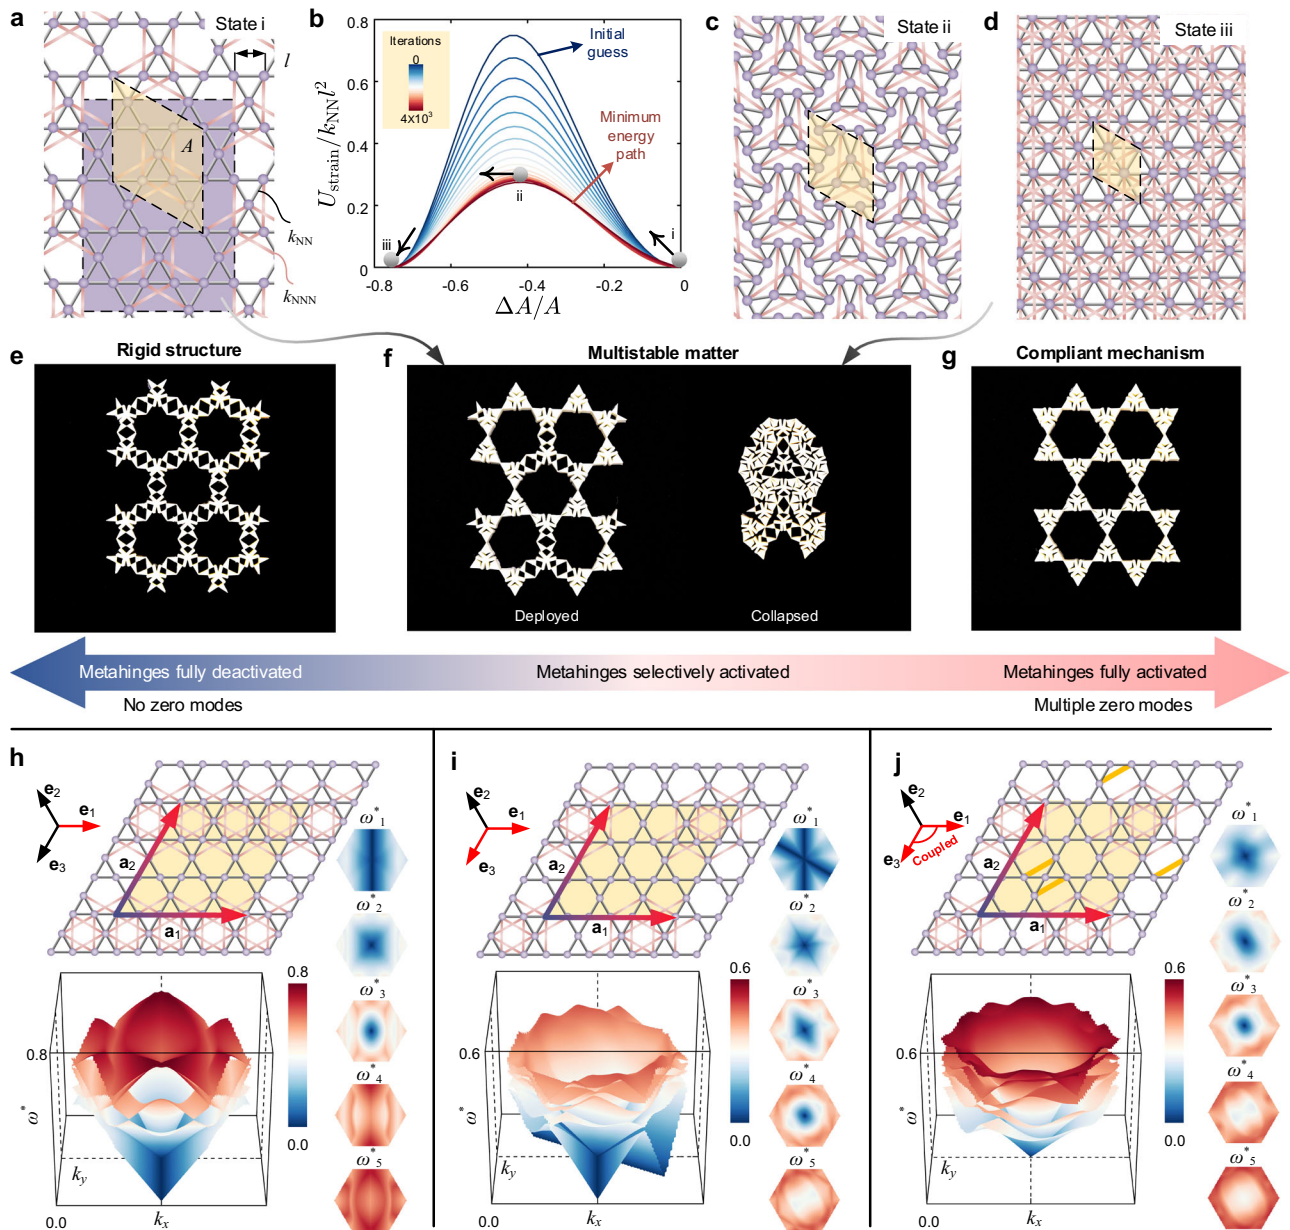 a
State i
l
A
k_NN
k_NNN
b
Iterations
0
4X10³
Initial
guess
Minimum
energy
path
i
ii
iii
U_strain/k_NN l²
0.8
0.6
0.4
0.2
0
-0.8
-0.6
-0.4
-0.2
0
ΔA/A
c
State ii
d
State iii
e
Rigid structure
f
Multistable matter
Deployed
Collapsed
g
Compliant mechanism
Metahinges fully deactivated
Metahinges selectively activated
Metahinges fully activated
No zero modes
Multiple zero modes
h
e₂
e₁
e₃
a₂
a₁
ω*₁
ω*₂
ω*₃
ω*₄
ω*₅
0.8
0.0
0.8
ω*
k_y
0.0
k_x
i
e₂
e₁
e₃
a₂
a₁
ω*₁
ω*₂
ω*₃
ω*₄
ω*₅
0.6
0.0
0.6
ω*
k_y
0.0
k_x
j
e₂
e₁
e₃
Coupled
a₂
a₁
ω*₁
ω*₂
ω*₃
ω*₄
ω*₅
0.6
0.0
0.6
ω*
k_y
0.0
k_x